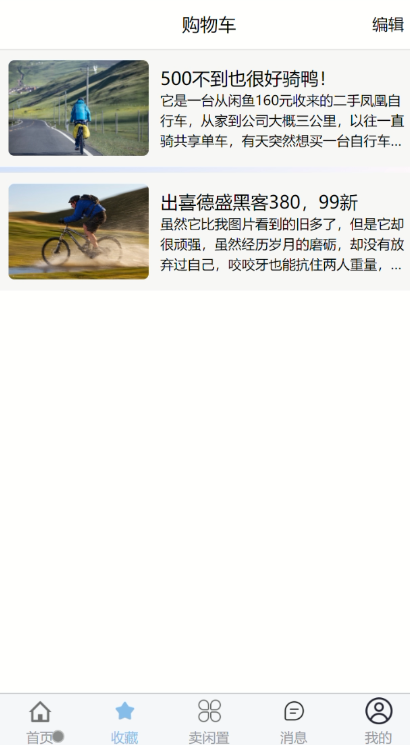 购物车
编辑
500不到也很好骑鸭！
它是一台从闲鱼160元收来的二手凤凰自
行车，从家到公司大概三公里，以往一直
骑共享单车，有天突然想买一台自行车...
出喜德盛黑客380，99新
虽然它比我图片看到的旧多了，但是它却
很顽强，虽然经历岁月的磨砺，却没有放
弃过自己，咬咬牙也能抗住两人重量，...
首页
收藏
卖闲置
消息
我的